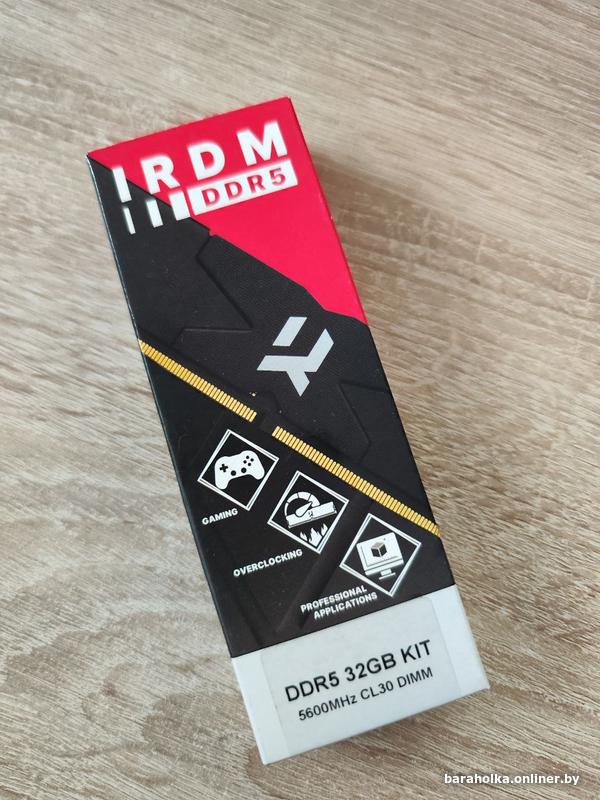 IRDM
DDR5
GAMING
OVERCLOCKING
PROFESSIONAL
APPLICATIONS
DDR5 32GB KIT
5600MHz CL30 DIMM
baraholka.onliner.by